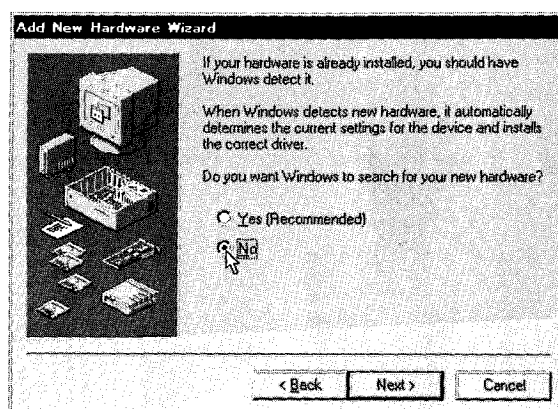 Add New Hardware Wizard
If your hardware is already installed, you should have
Windows detect it.
When Windows detects new hardware, it automatically
determines the current settings for the device and installs
the correct driver.
Do you want Windows to search for your new hardware?
Yes (Recommended)
No
< Back
Next >
Cancel